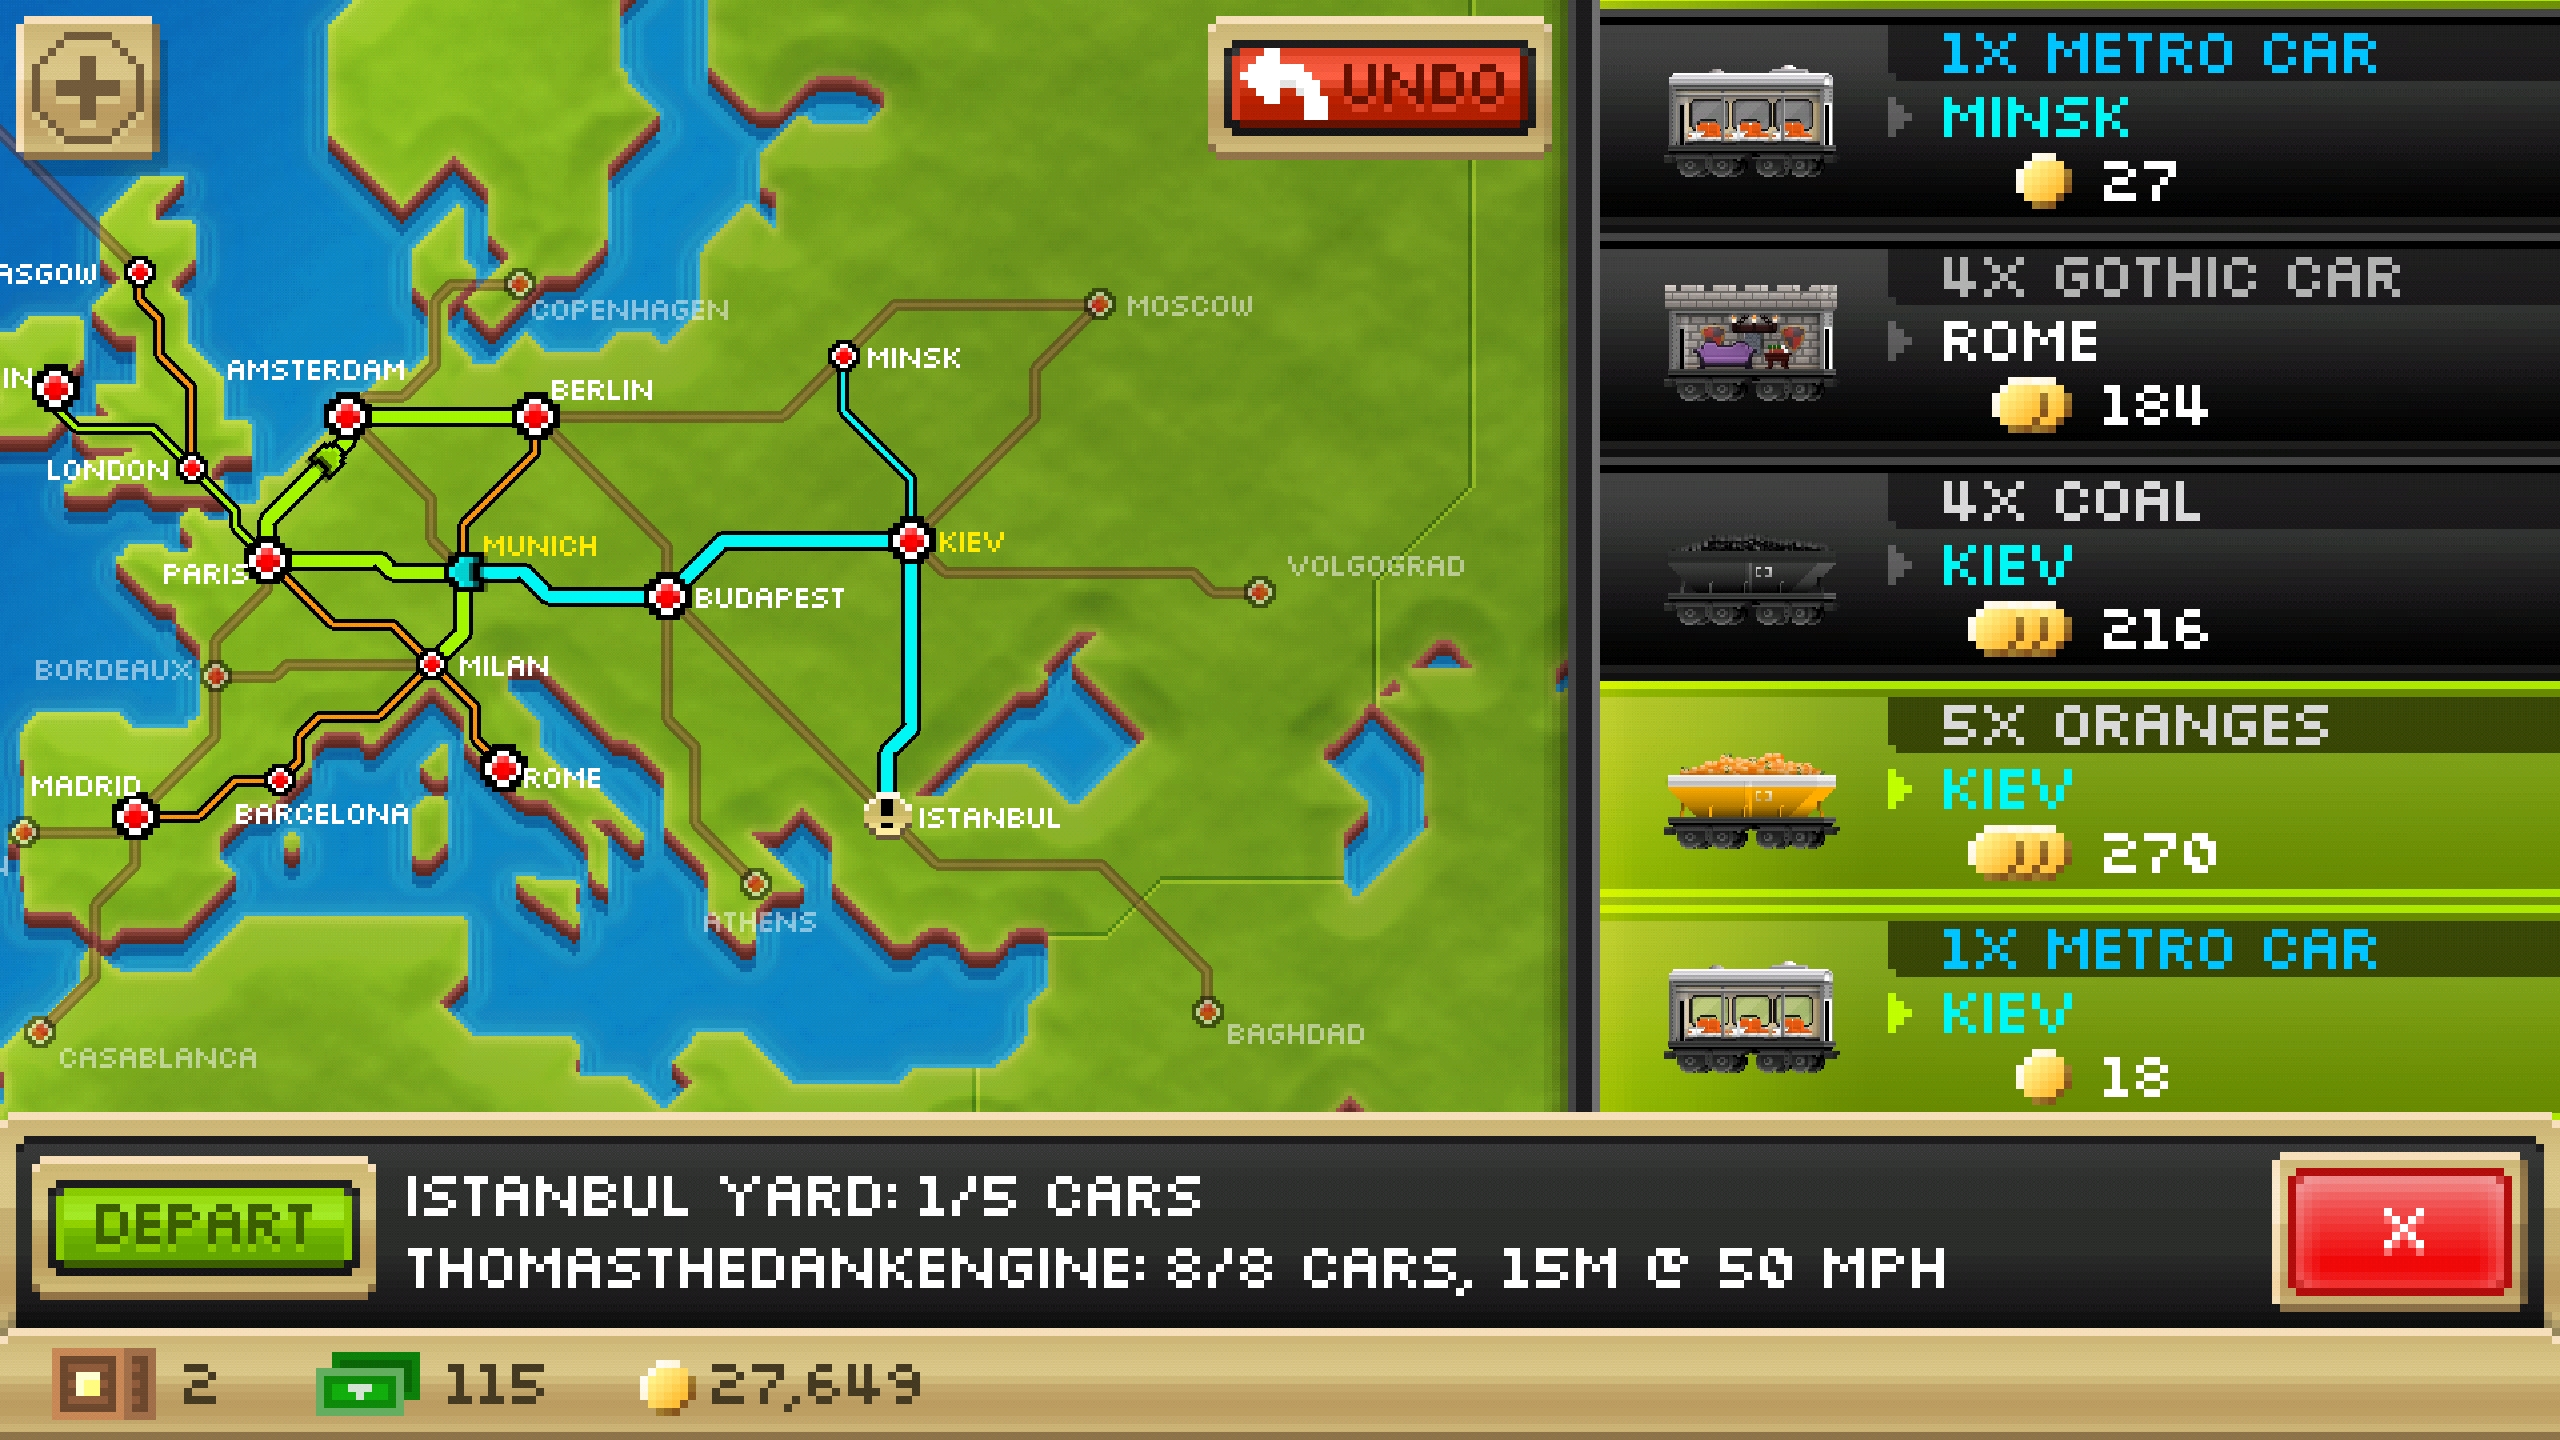 UNDO
ASGOW
COPENHAGEN
MOSCOW
AMSTERDAM
MINSK
IN
BERLIN
LONDON
MUNICH
KIEV
PARIS
VOLGOGRAD
BUDAPEST
BORDEAUX
MILAN
MADRID
ROME
BARCELONA
ISTANBUL
ATHENS
BAGHDAD
CASABLANCA
1X METRO CAR
MINSK
27
4X GOTHIC CAR
ROME
184
4X COAL
KIEV
216
5X ORANGES
KIEV
270
1X METRO CAR
KIEV
18
DEPART
ISTANBUL YARD: 1/5 CARS
THOMASTHEDANKENGINE: 8/8 CARS, 15M @ 50 MPH
X
2
115
27,649